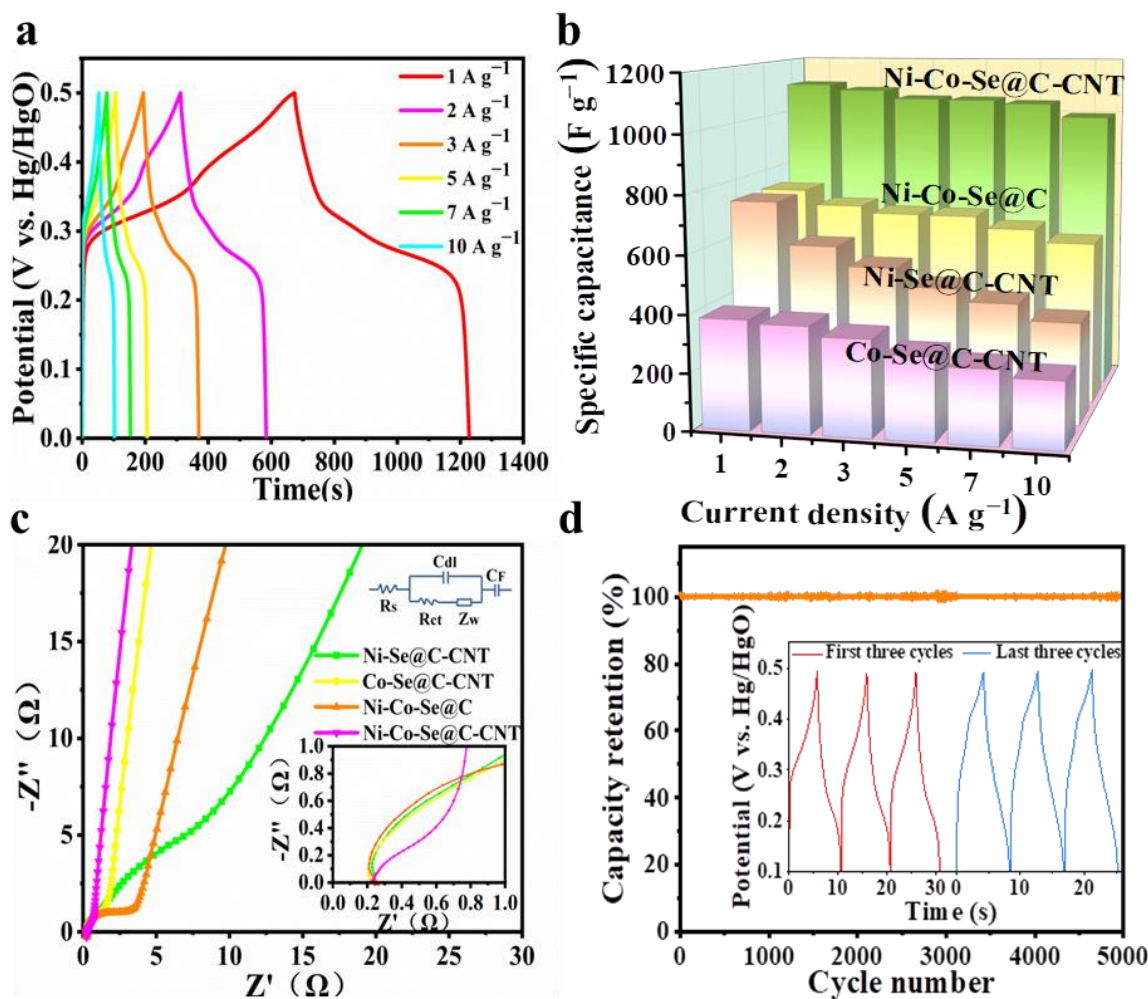 a
Potential (V vs. Hg/HgO)
0.5
0.4
0.3
0.2
0.1
0.0
1 A g⁻¹
2 A g⁻¹
3 A g⁻¹
5 A g⁻¹
7 A g⁻¹
10 A g⁻¹
0 200 400 600 800 1000 1200 1400
Time(s)
b
Specific capacitance (F g⁻¹)
1200
1000
800
600
400
200
0
Ni-Co-Se@C-CNT
Ni-Co-Se@C
Ni-Se@C-CNT
Co-Se@C-CNT
1 2 3 5 7 10
Current density (A g⁻¹)
c
-Z'' (Ω)
20
15
10
5
0
Cdl
CF
Rs
Rct Zw
Ni-Se@C-CNT
Co-Se@C-CNT
Ni-Co-Se@C
Ni-Co-Se@C-CNT
-Z'' (Ω)
1.0
0.8
0.6
0.4
0.2
0.0
0.0 0.2 0.4 0.6 0.8 1.0
Z' (Ω)
0 5 10 15 20 25 30
Z' (Ω)
d
Capacity retention (%)
100
80
60
40
20
0
First three cycles Last three cycles
Potential (V vs. Hg/HgO)
0.5
0.4
0.3
0.2
0.1
0 10 20 30 0 10 20
Time (s)
0 1000 2000 3000 4000 5000
Cycle number